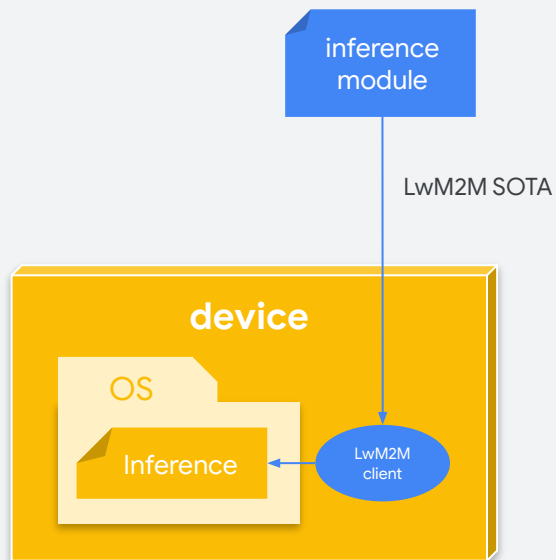 inference
module
LwM2M SOTA
device
OS
Inference
LwM2M
client